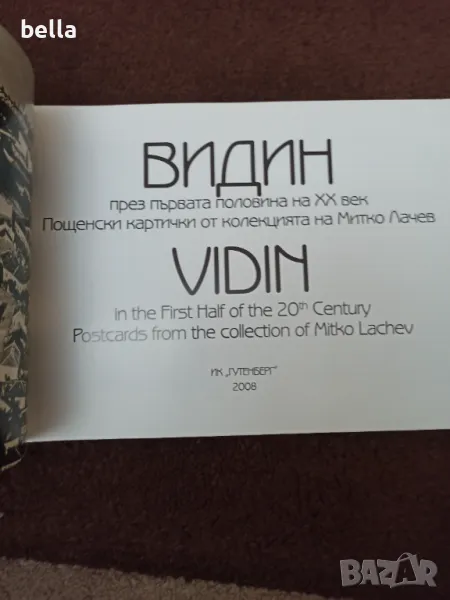 bella
ВИДИН
през първата половина на XX век
Пощенски картички от колекцията на Митко Лачев
VIDIN
In the First Half of the 20th Century
Postcards from the collection of Mitko Lachev
ИК „ГУТЕНБЕРГ“
2008
BAZAR